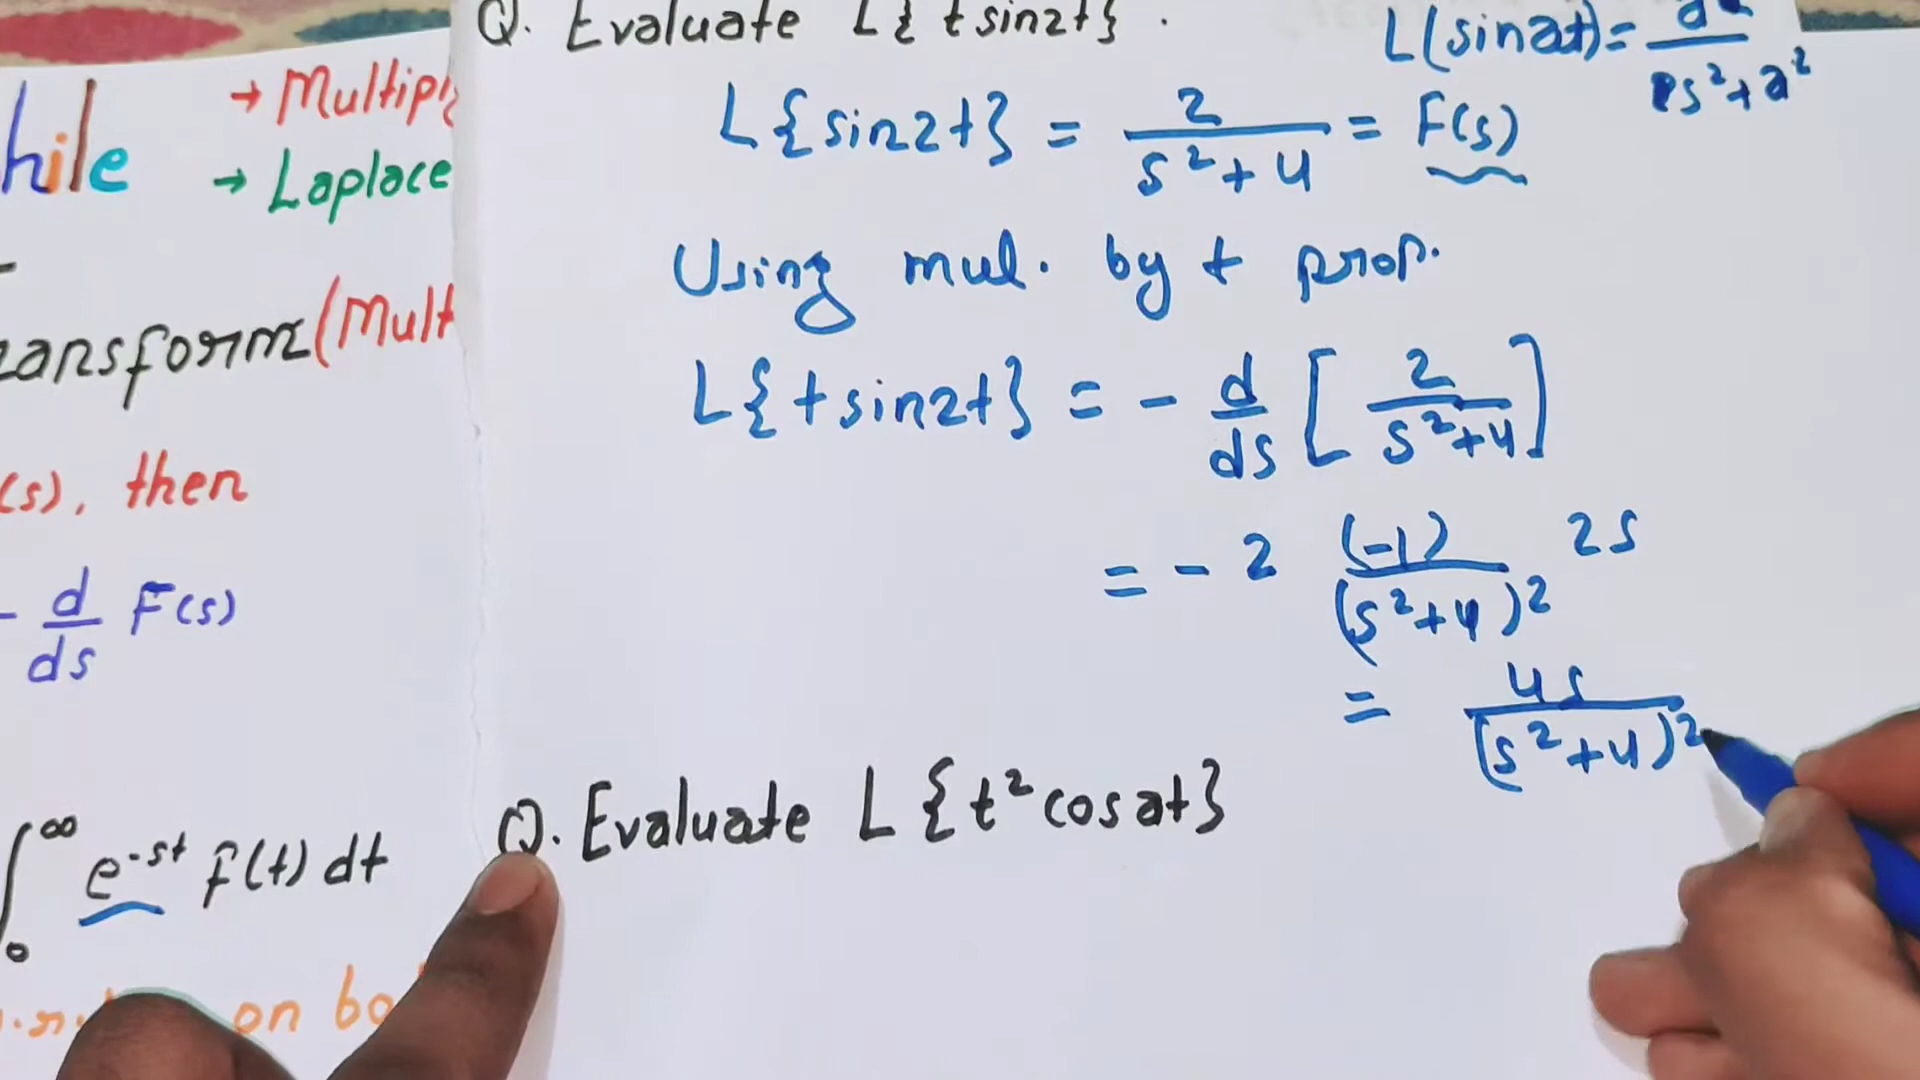 hile
→ Multiply
→ Laplace
ransform (Mult
(s), then
- d/ds F(s)
∫₀^∞ e^-st f(t) dt
on bo
Q. Evaluate L{ t sin2t } .
L(sinat) = a / s²+a²
L{sin2t} = 2 / s²+4 = F(s)
Using mul. by t prop.
L{tsin2t} = - d/ds [ 2 / s²+4 ]
= - 2 (-1) / (s²+4)² 2s
= 4s / (s²+4)²
Q. Evaluate L {t² cosat}